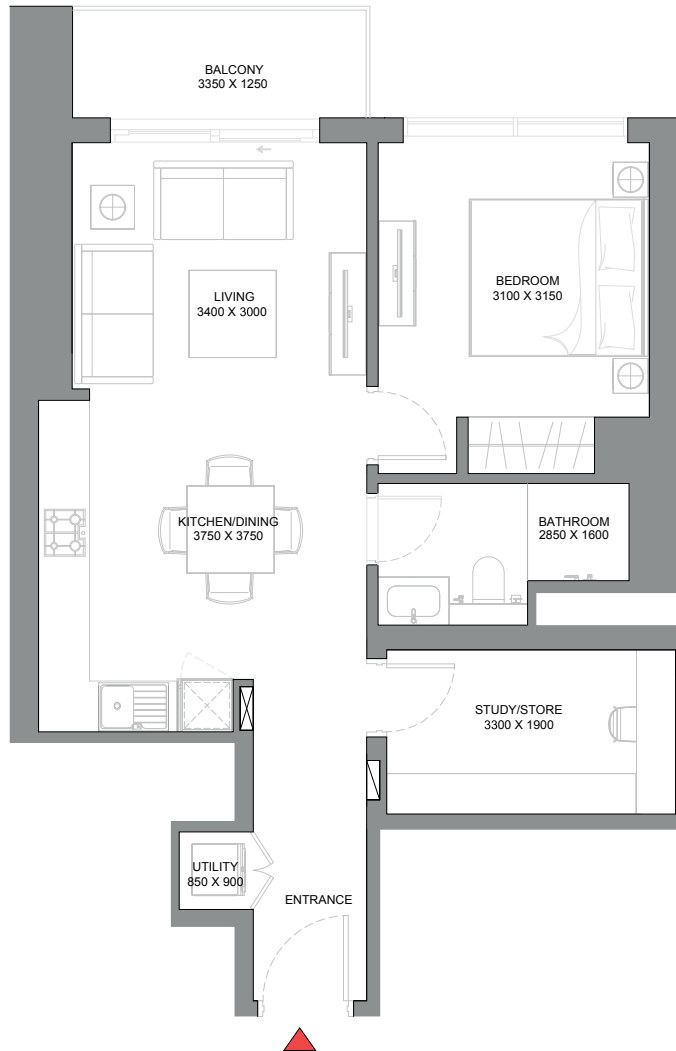 BALCONY
3350 X 1250
LIVING
3400 X 3000
BEDROOM
3100 X 3150
KITCHEN/DINING
3750 X 3750
BATHROOM
2850 X 1600
STUDY/STORE
3300 X 1900
UTILITY
850 X 900
ENTRANCE